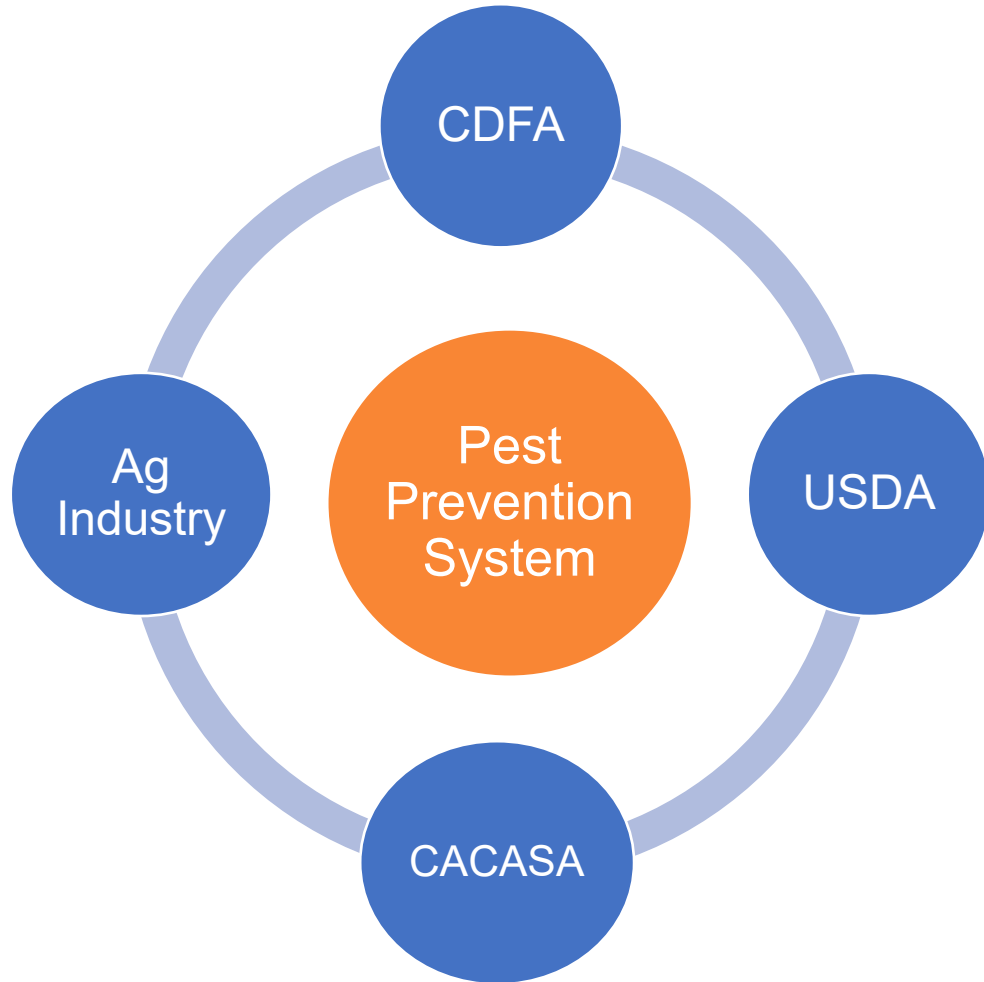 CDFA
Ag
Industry
Pest
Prevention
System
USDA
CACASA